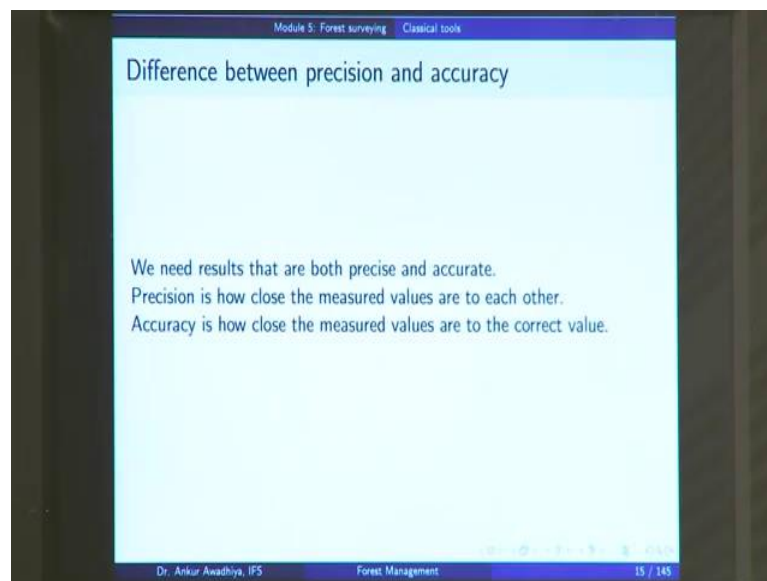 Module 5: Forest surveying Classical tools
Difference between precision and accuracy
We need results that are both precise and accurate.
Precision is how close the measured values are to each other.
Accuracy is how close the measured values are to the correct value.
Dr. Ankur Awadhiya, IFS Forest Management 15 / 145